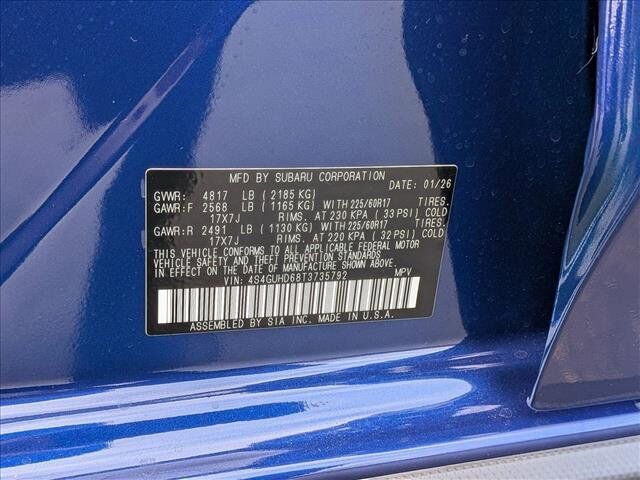 MFD BY SUBARU CORPORATION
DATE: 01/26
GVWR: 4817 LB (2185 KG)
GAWR:F 2568 LB (1165 KG) WITH 225/60R17 TIRES.
17X7J RIMS. AT 230 KPA (33 PSI) COLD
GAWR:R 2491 LB (1130 KG) WITH 225/60R17 TIRES.
17X7J RIMS. AT 220 KPA (32 PSI) COLD
THIS VEHICLE CONFORMS TO ALL APPLICABLE FEDERAL MOTOR
VEHICLE SAFETY AND THEFT PREVENTION STANDARDS
IN EFFECT ON THE DATE OF MANUFACTURE SHOWN ABOVE.
VIN: 4S4GUHD68T3735792 MPV
ASSEMBLED BY SIA INC. MADE IN U.S.A.